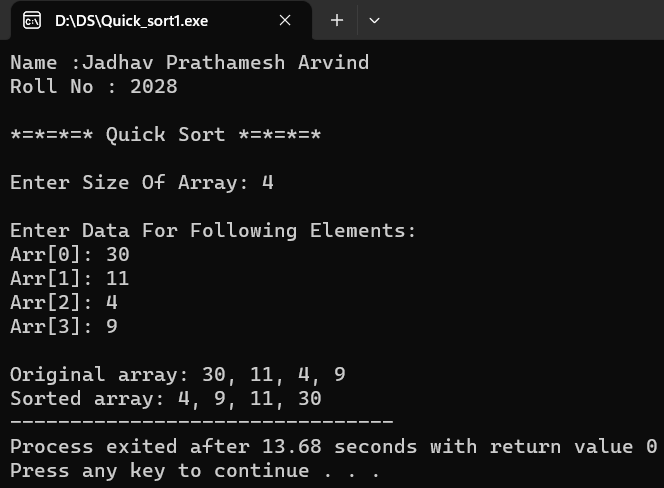 D:\DS\Quick_sort1.exe
Name :Jadhav Prathamesh Arvind
Roll No : 2028
*=*=*=* Quick Sort *=*=*=*
Enter Size Of Array: 4
Enter Data For Following Elements:
Arr[0]: 30
Arr[1]: 11
Arr[2]: 4
Arr[3]: 9
Original array: 30, 11, 4, 9
Sorted array: 4, 9, 11, 30
--------------------------------
Process exited after 13.68 seconds with return value 0
Press any key to continue . . .